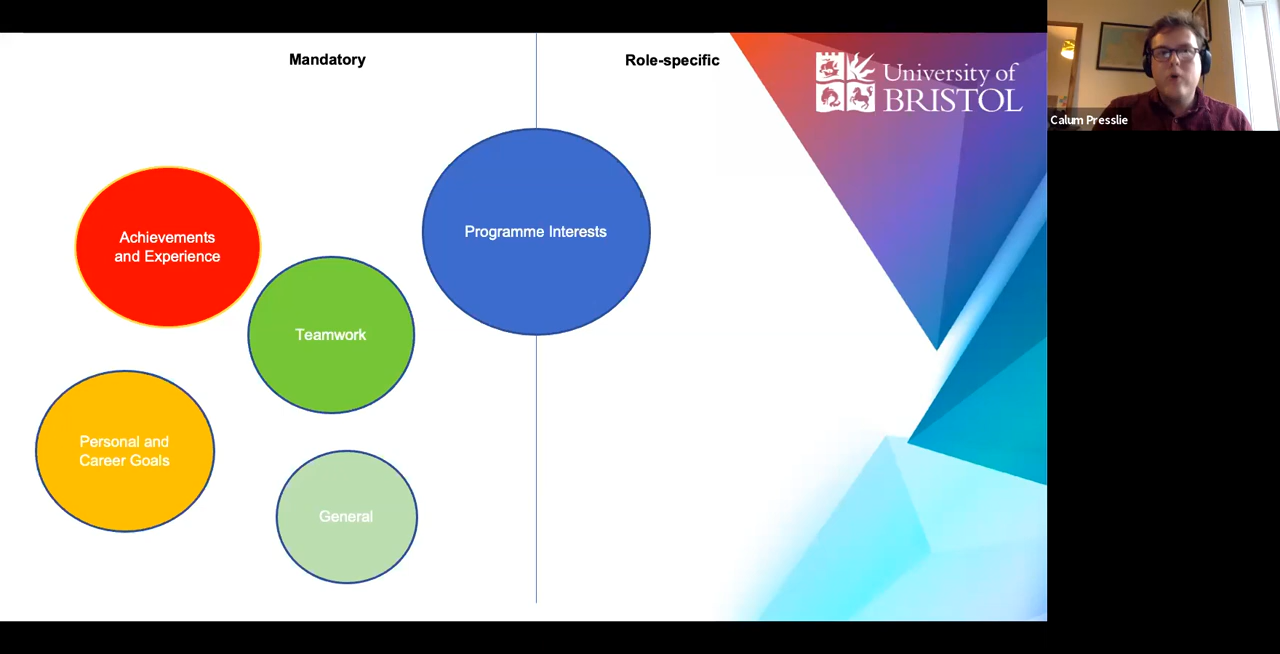 Mandatory
Role-specific
University of
BRISTOL
Calum Presslie
Achievements
and Experience
Programme Interests
Teamwork
Personal and
Career Goals
General